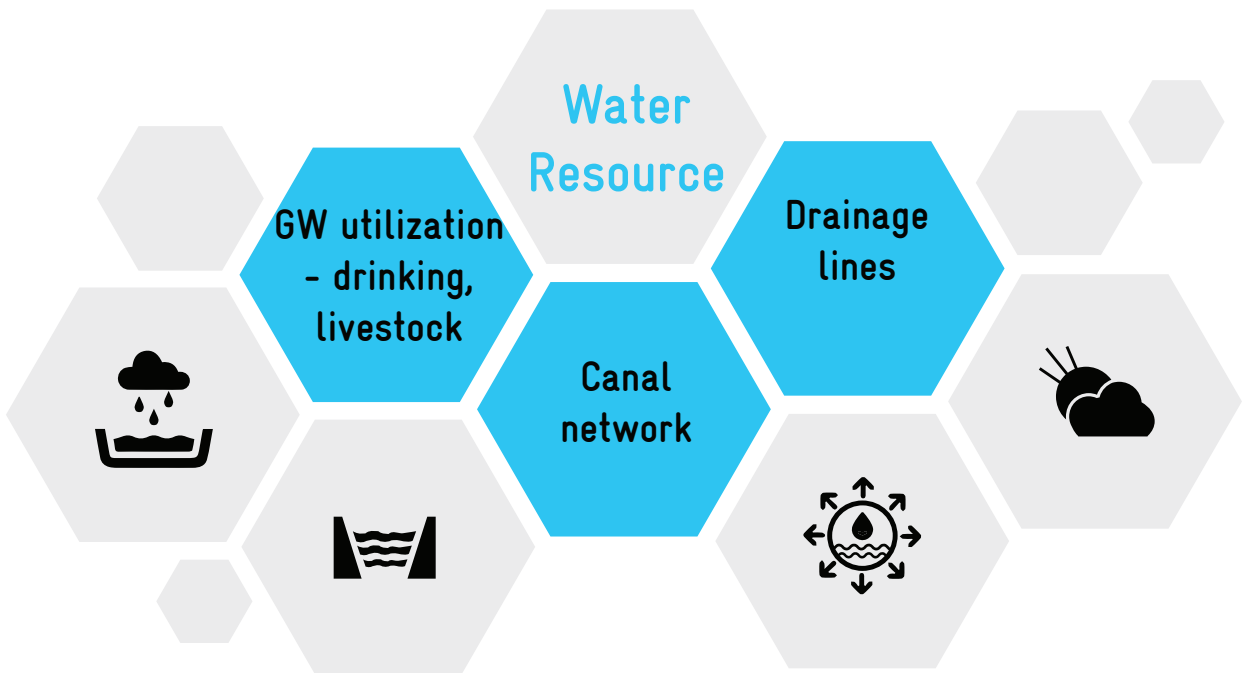 Water
Resource
GW utilization
- drinking,
livestock
Drainage
lines
Canal
network